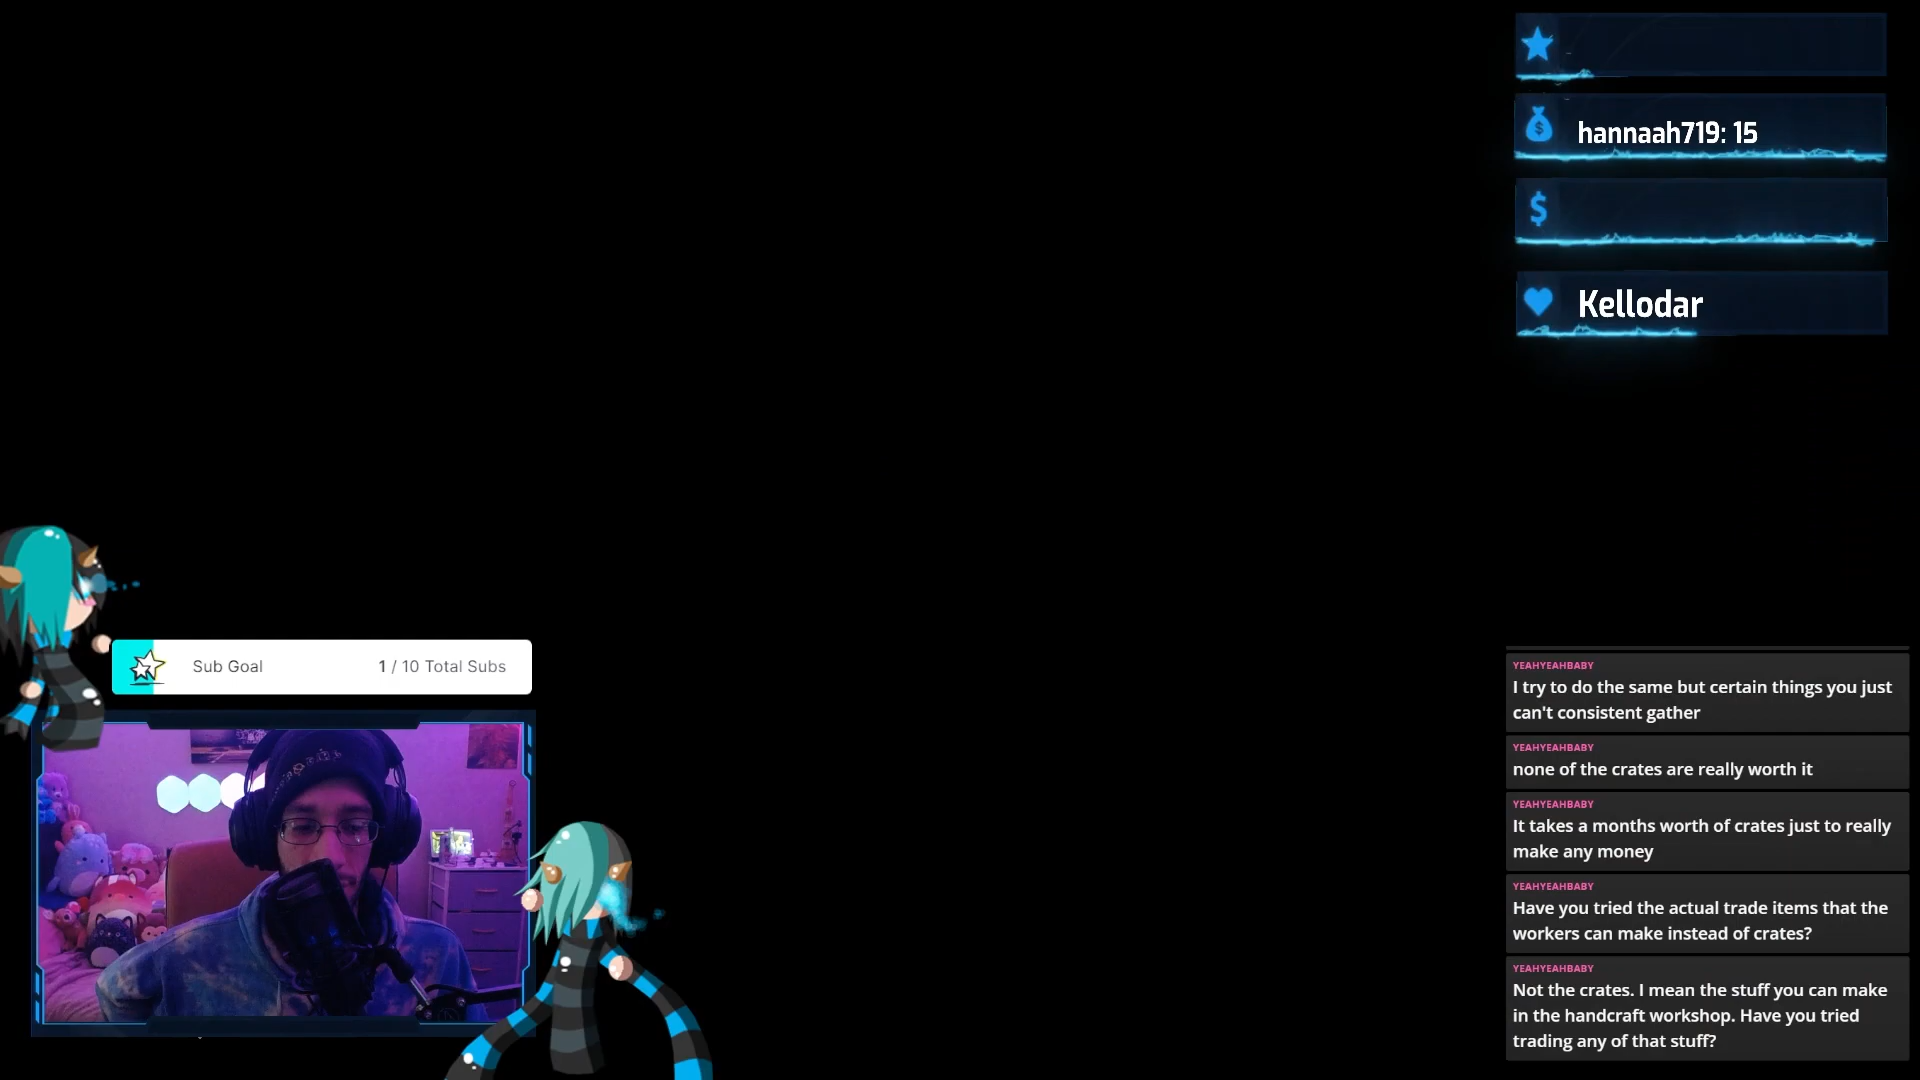 hannaah719: 15
Kellodar
Sub Goal 1 / 10 Total Subs
YEAHYEAHBABY
I try to do the same but certain things you just
can't consistent gather
YEAHYEAHBABY
none of the crates are really worth it
YEAHYEAHBABY
It takes a months worth of crates just to really
make any money
YEAHYEAHBABY
Have you tried the actual trade items that the
workers can make instead of crates?
YEAHYEAHBABY
Not the crates. I mean the stuff you can make
in the handcraft workshop. Have you tried
trading any of that stuff?